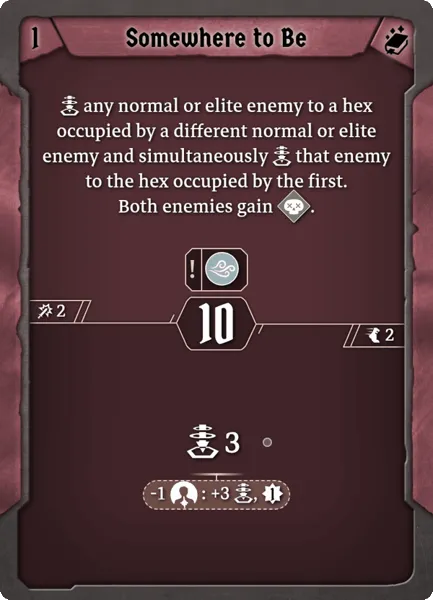 1 Somewhere to Be
any normal or elite enemy to a hex
occupied by a different normal or elite
enemy and simultaneously that enemy
to the hex occupied by the first.
Both enemies gain .
!
2
10
2
3
-1 : +3 , 1